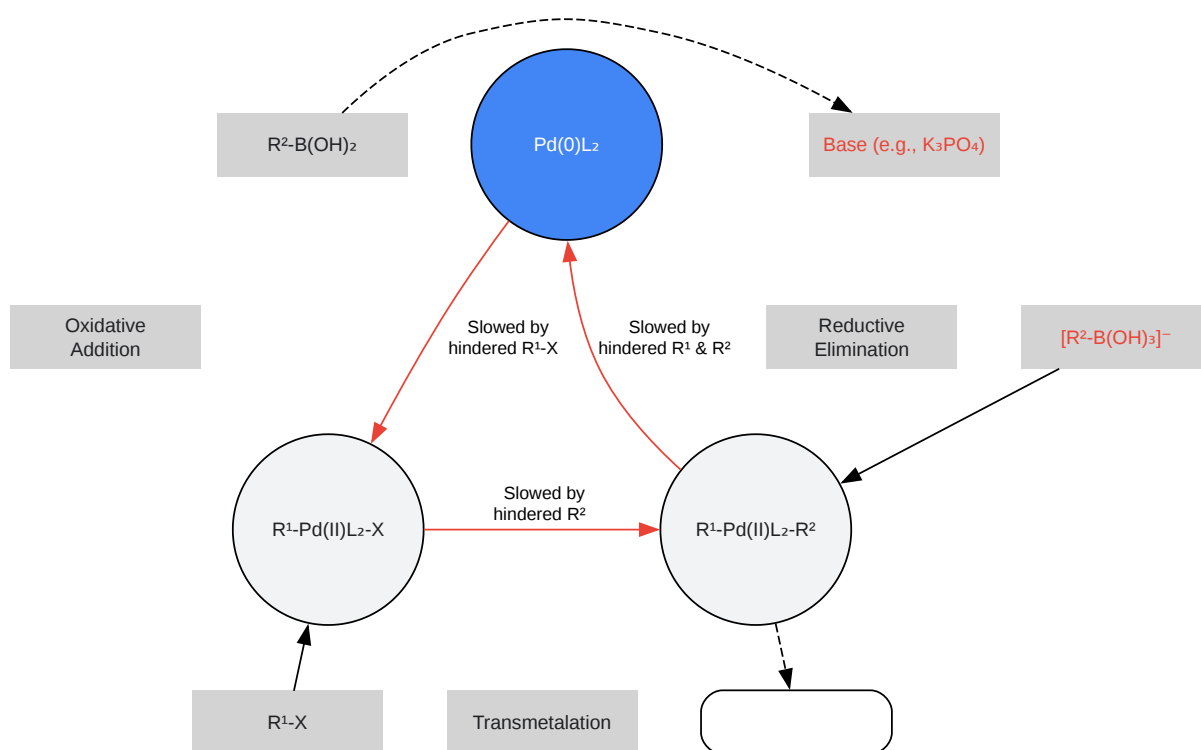 R²-B(OH)₂
Pd(0)L₂
Base (e.g., K₃PO₄)
Oxidative
Addition
Slowed by
hindered R¹-X
Slowed by
hindered R¹ & R²
Reductive
Elimination
[R²-B(OH)₃]⁻
R¹-Pd(II)L₂-X
Slowed by
hindered R²
R¹-Pd(II)L₂-R²
R¹-X
Transmetalation